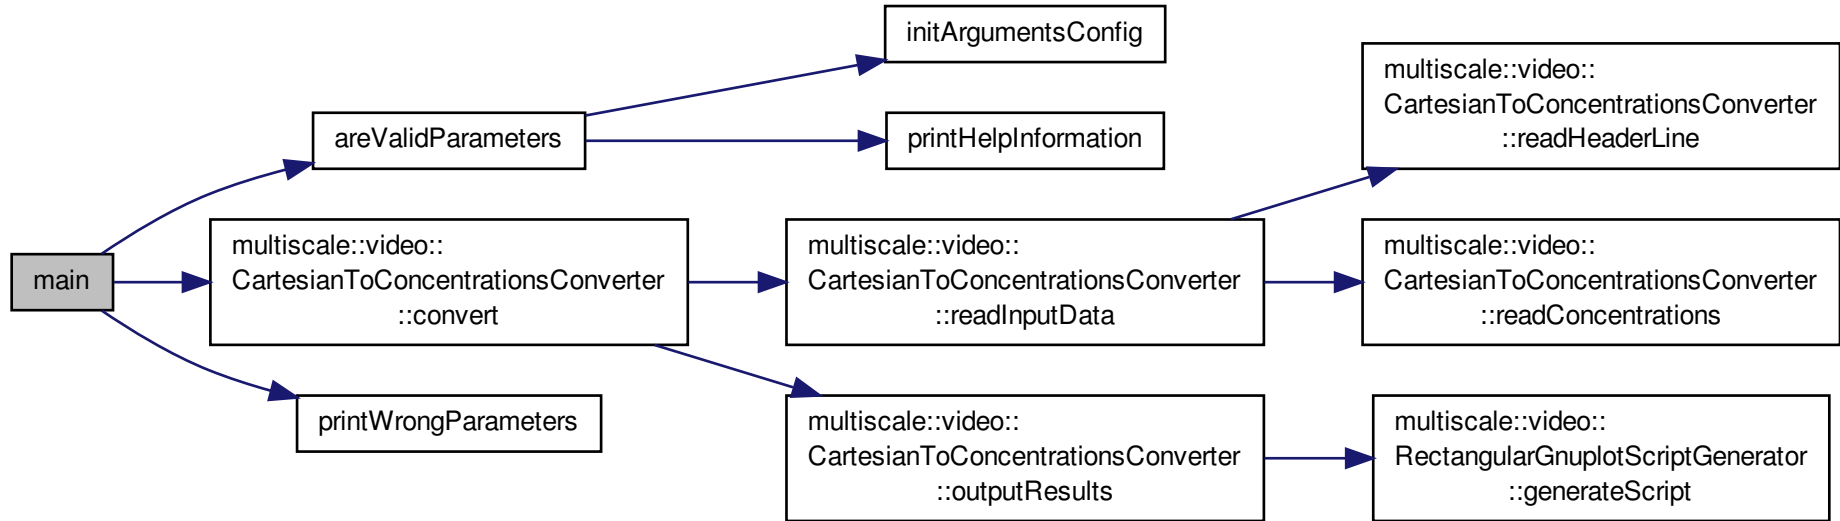 main
areValidParameters
initArgumentsConfig
printHelpInformation
multiscale::video::
CartesianToConcentrationsConverter
::convert
multiscale::video::
CartesianToConcentrationsConverter
::readInputData
multiscale::video::
CartesianToConcentrationsConverter
::readHeaderLine
multiscale::video::
CartesianToConcentrationsConverter
::readConcentrations
multiscale::video::
CartesianToConcentrationsConverter
::outputResults
multiscale::video::
RectangularGnuplotScriptGenerator
::generateScript
printWrongParameters